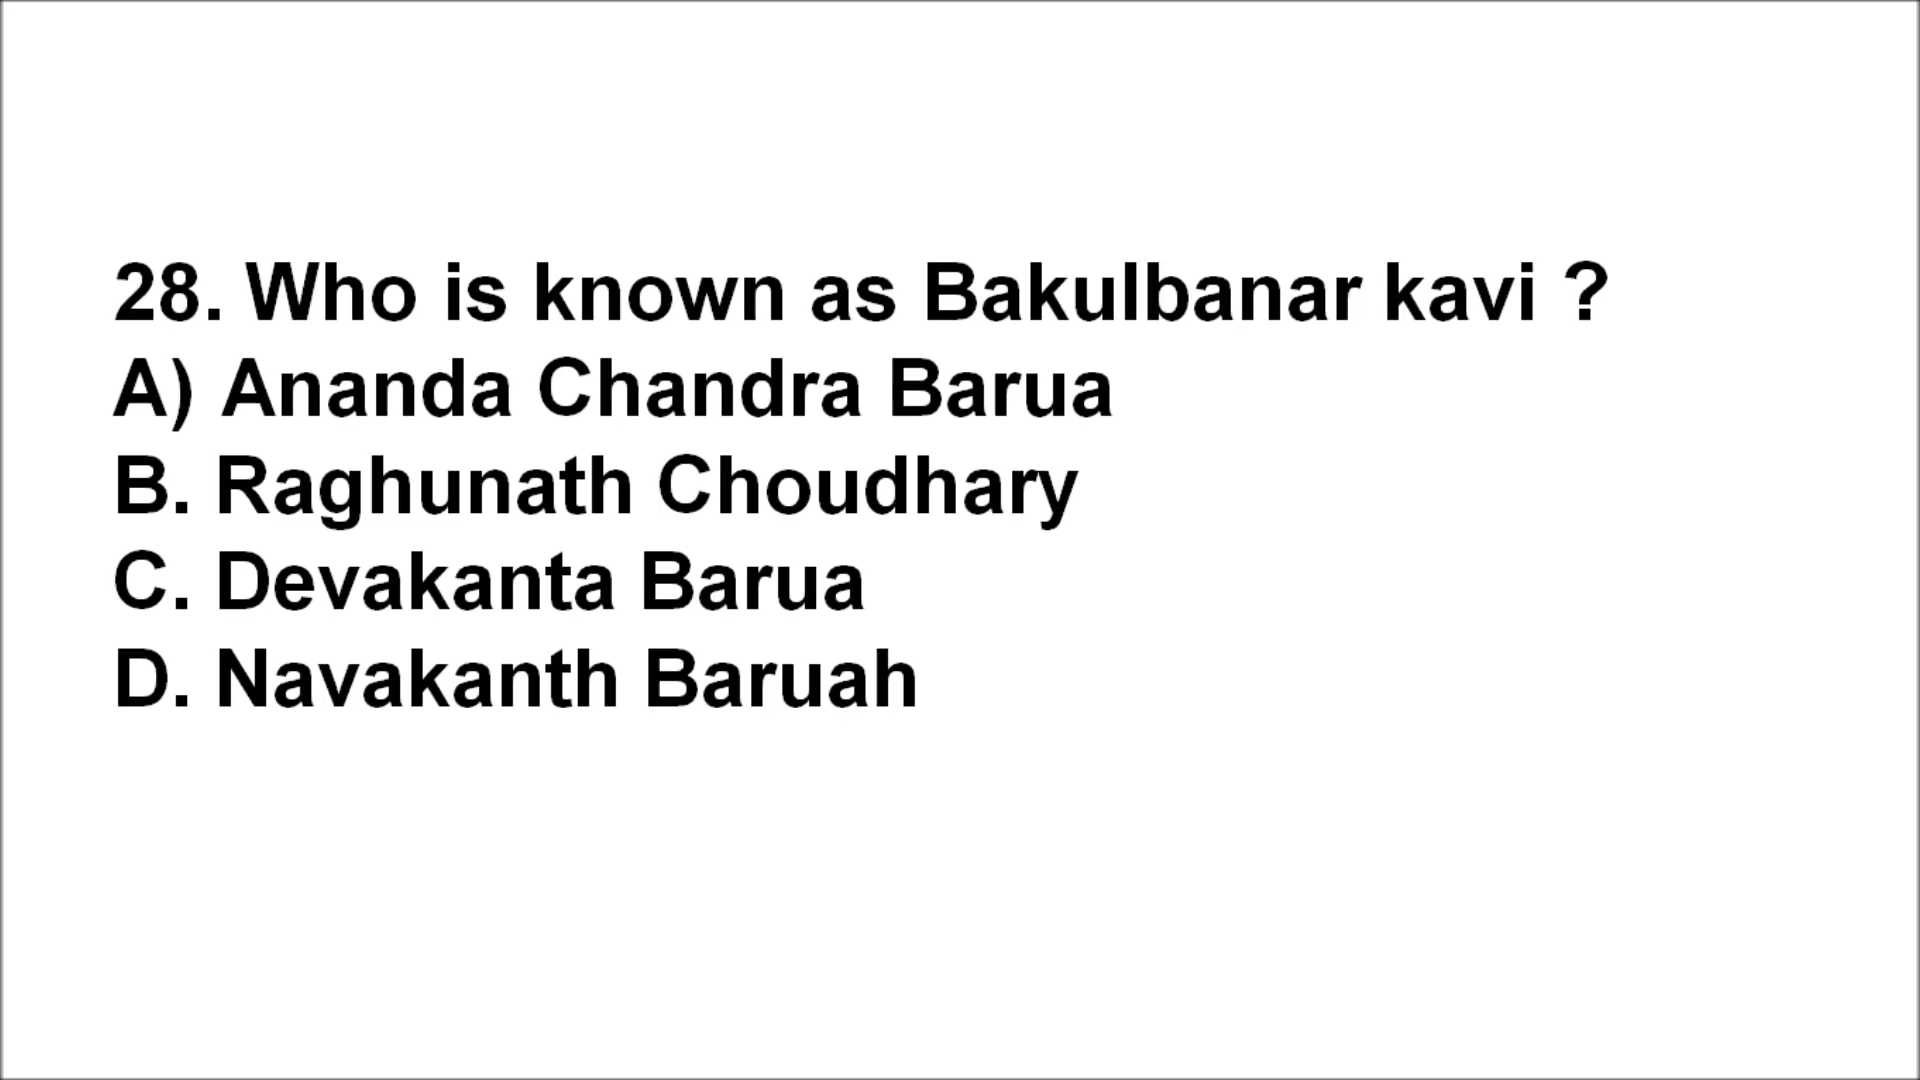 28. Who is known as Bakulbanar kavi ?
A) Ananda Chandra Barua
B. Raghunath Choudhary
C. Devakanta Barua
D. Navakanth Baruah